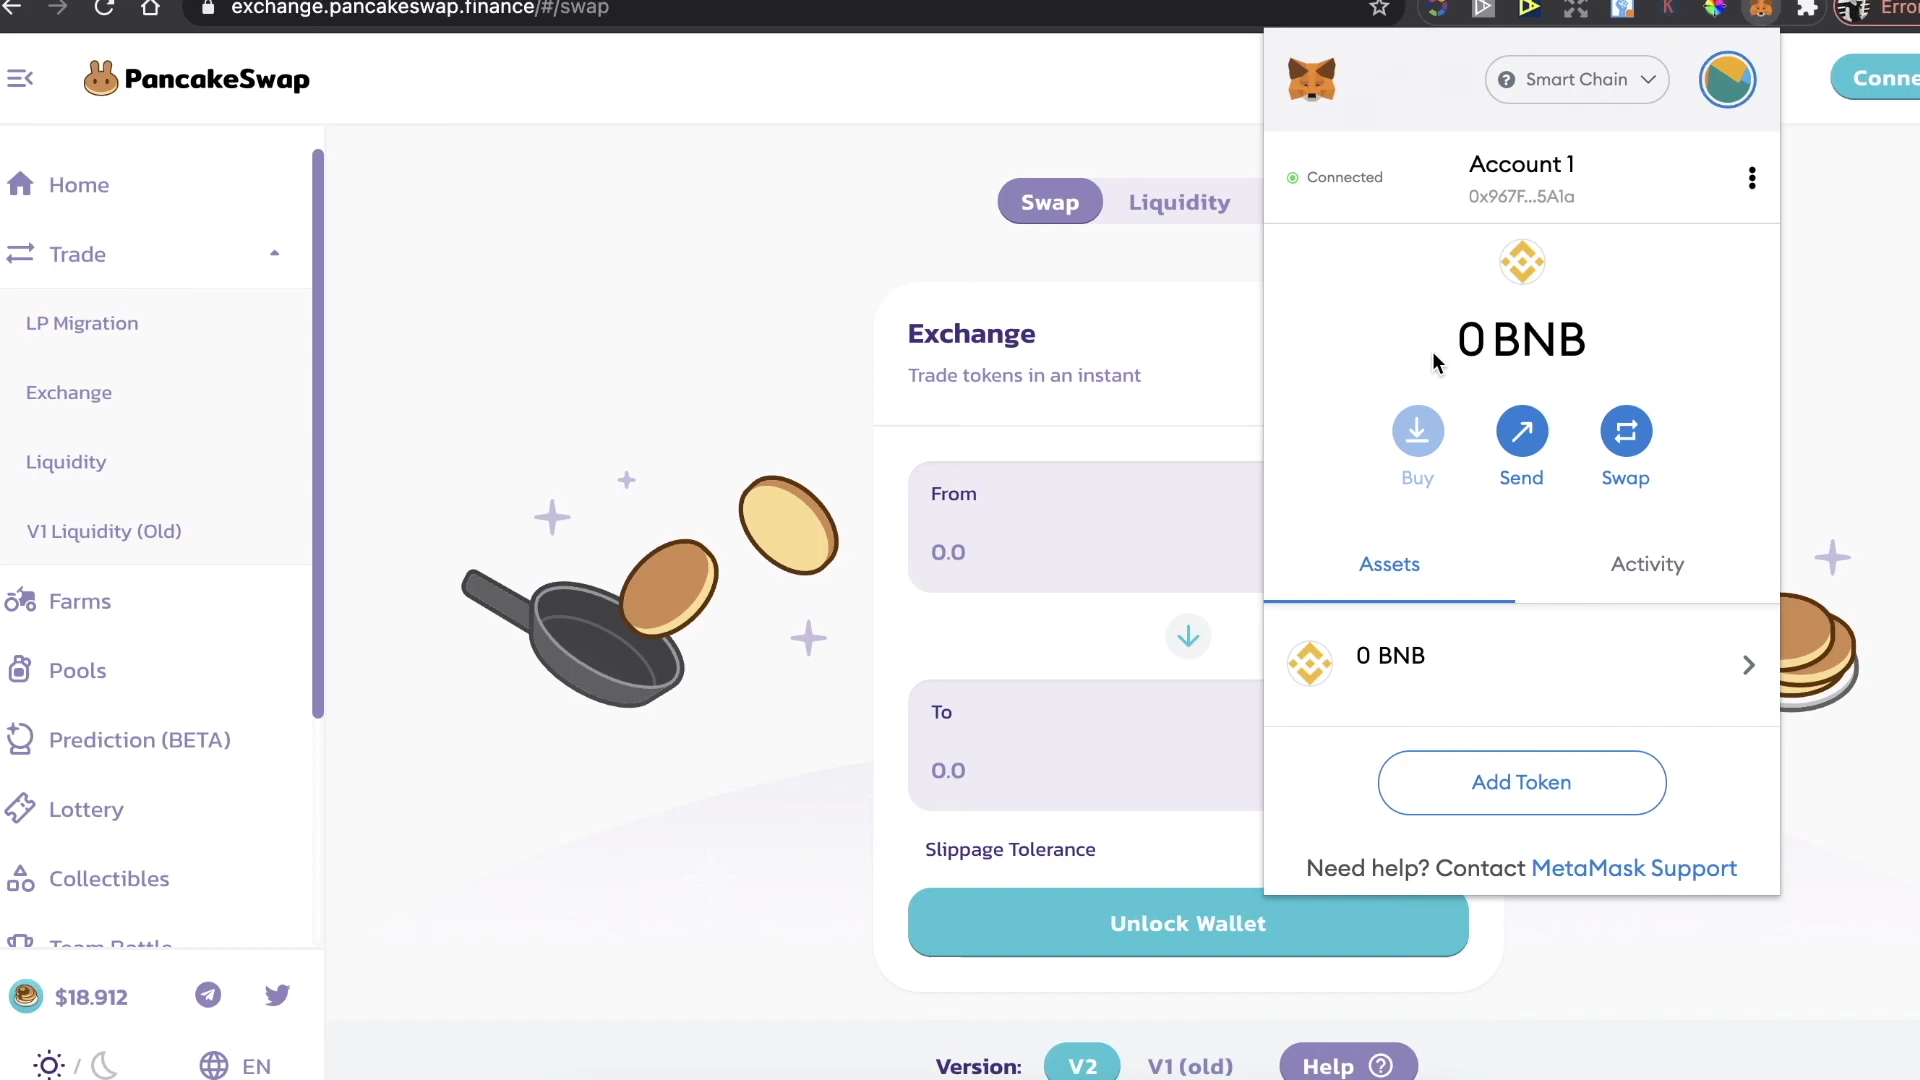 exchange.pancakeswap.finance/#/swap
K
Error
PancakeSwap
Smart Chain
Conne
Home
Trade
LP Migration
Exchange
Liquidity
V1 Liquidity (Old)
Farms
Pools
Prediction (BETA)
Lottery
Collectibles
Team Battle
$18.912
EN
Swap
Liquidity
Exchange
Trade tokens in an instant
From
0.0
To
0.0
Slippage Tolerance
Unlock Wallet
Version:
V2
V1 (old)
Help
Connected
Account 1
0x967F...5A1a
0 BNB
Buy
Send
Swap
Assets
Activity
0 BNB
Add Token
Need help? Contact MetaMask Support